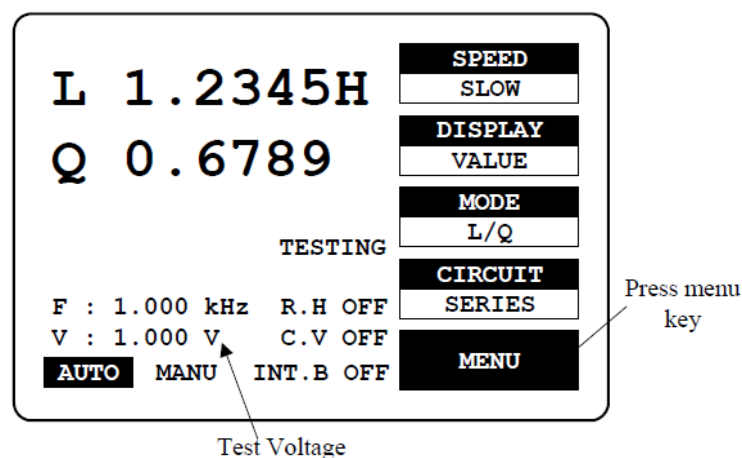 L 1.2345H
Q 0.6789
TESTING
F : 1.000 kHz R.H OFF
V : 1.000 V C.V OFF
AUTO MANU INT.B OFF
SPEED
SLOW
DISPLAY
VALUE
MODE
L/Q
CIRCUIT
SERIES
MENU
Press menu
key
Test Voltage